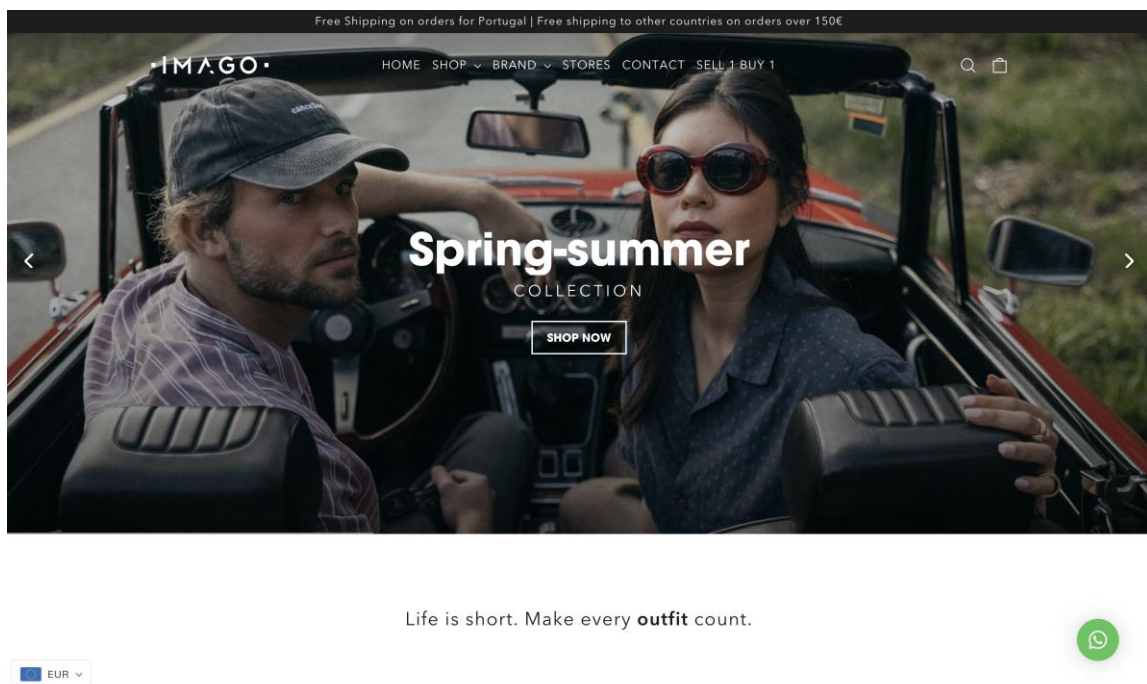 Free Shipping on orders for Portugal | Free shipping to other countries on orders over 150€
·IMAGO·
HOME SHOP BRAND STORES CONTACT SELL 1 BUY 1
Spring-summer
COLLECTION
SHOP NOW
Life is short. Make every outfit count.
EUR